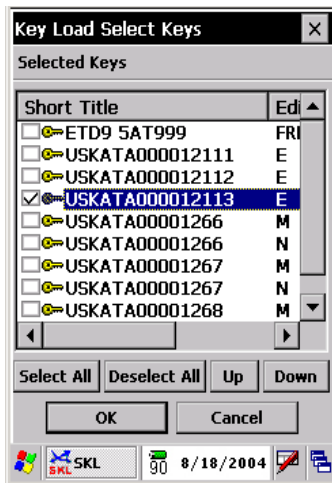 Key Load Select Keys
Selected Keys
Short Title Edi
ETD9 5AT999 FRI
USKATA000012111 E
USKATA000012112 E
USKATA000012113 E
USKATA00001266 M
USKATA00001266 N
USKATA00001267 M
USKATA00001267 N
USKATA00001268 M
Select All Deselect All Up Down
OK Cancel
SKL SKL 90 8/18/2004